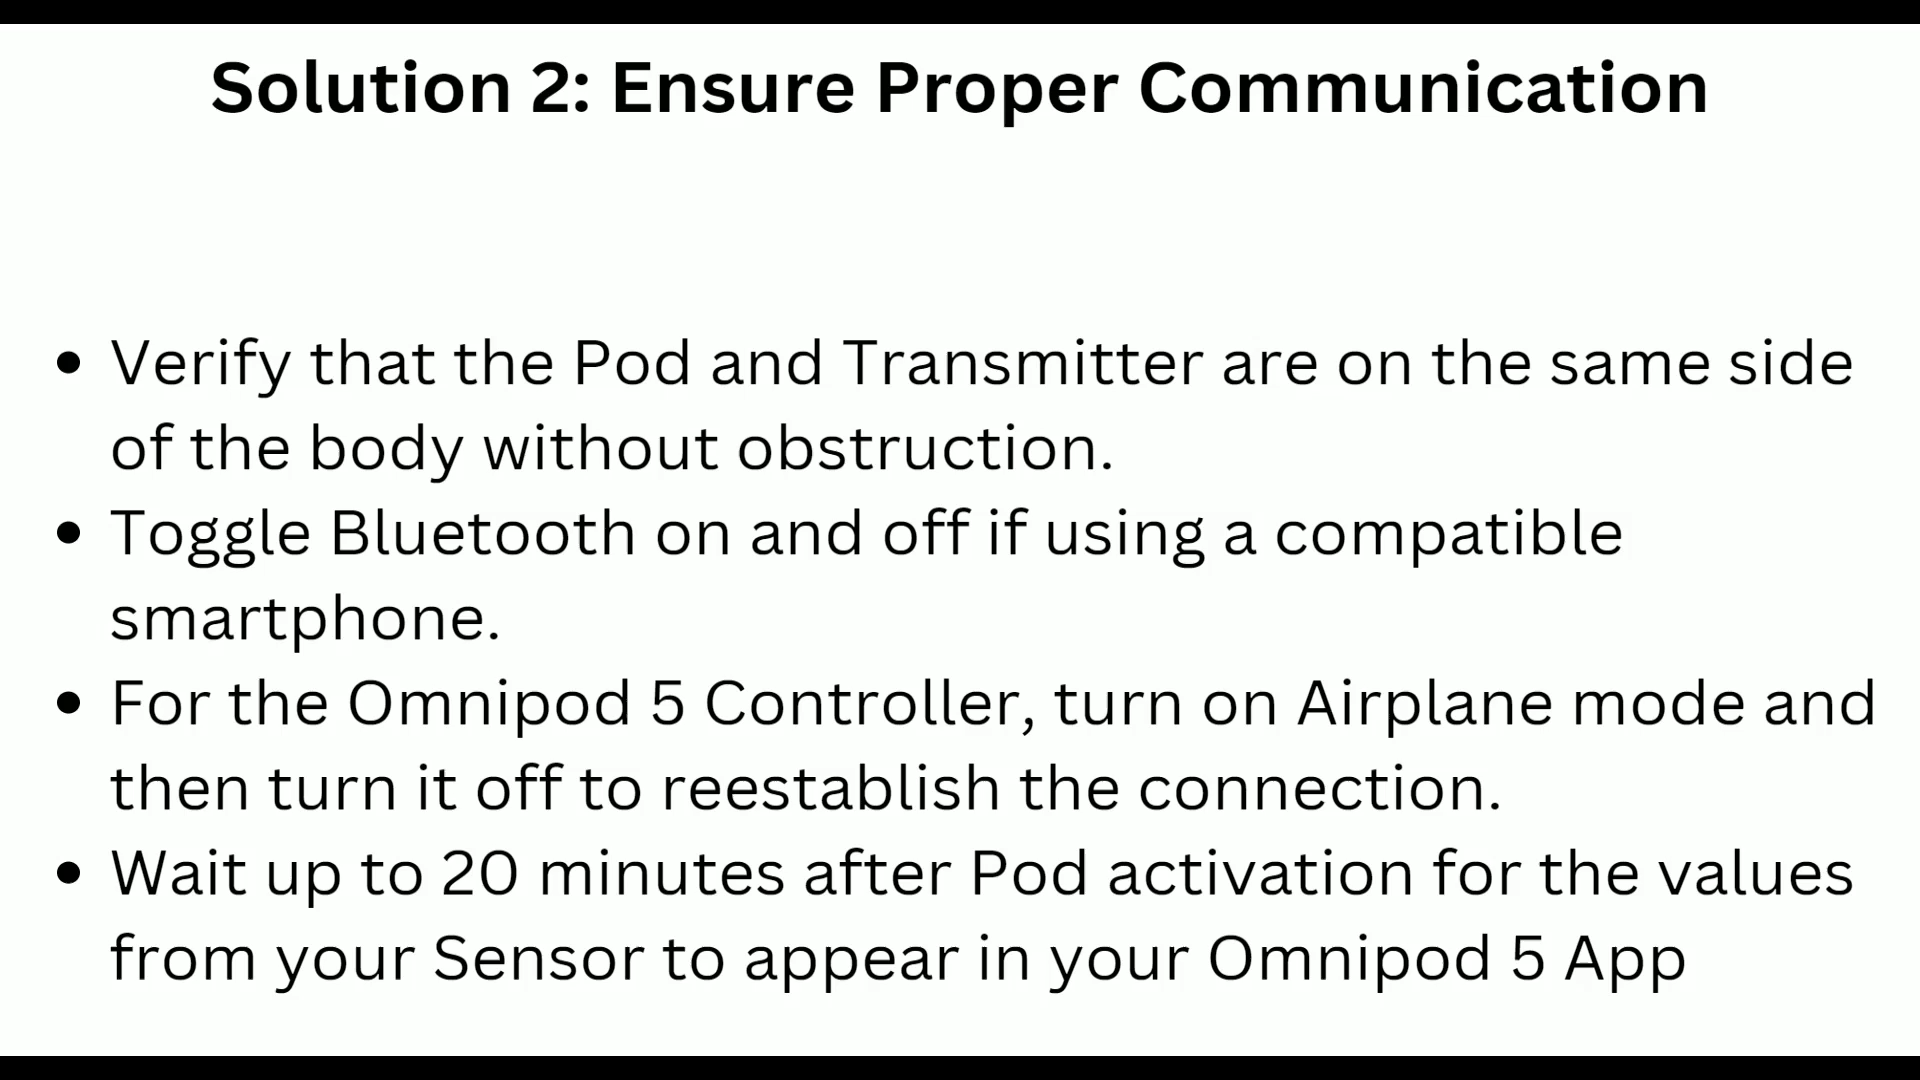 Solution 2: Ensure Proper Communication
• Verify that the Pod and Transmitter are on the same side
of the body without obstruction.
• Toggle Bluetooth on and off if using a compatible
smartphone.
• For the Omnipod 5 Controller, turn on Airplane mode and
then turn it off to reestablish the connection.
• Wait up to 20 minutes after Pod activation for the values
from your Sensor to appear in your Omnipod 5 App